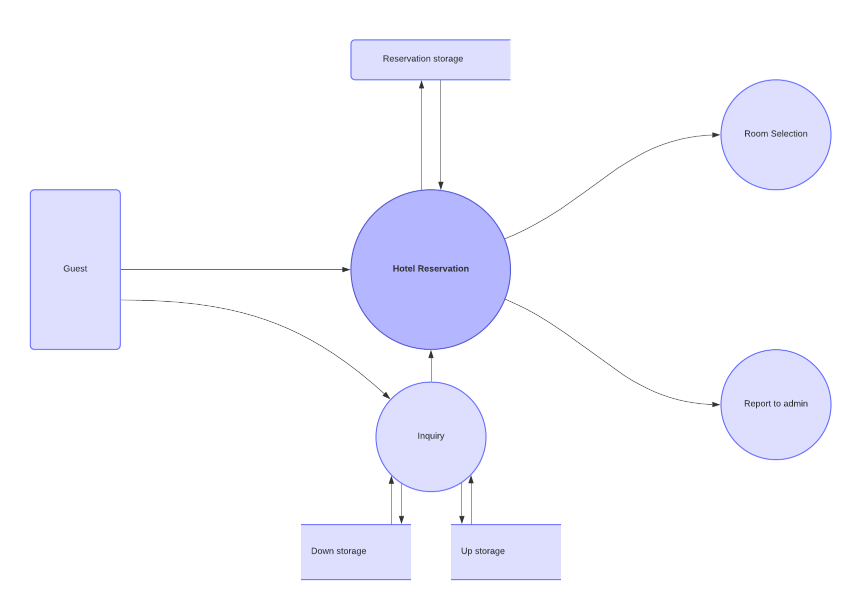 Reservation storage
Room Selection
Guest
Hotel Reservation
Report to admin
Inquiry
Down storage
Up storage